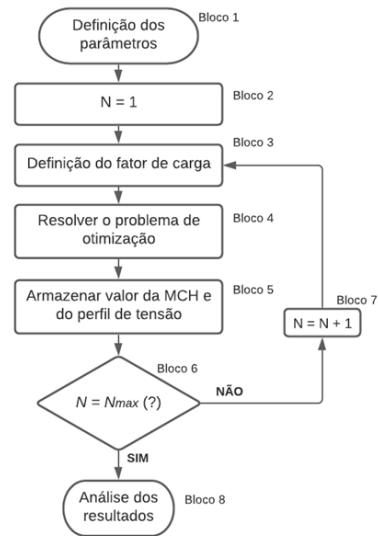 Definição dos
parâmetros
Bloco 1
N = 1
Bloco 2
Bloco 3
Definição do fator de carga
Resolver o problema de
otimização
Bloco 4
Armazenar valor da MCH e
do perfil de tensão
Bloco 5
Bloco 7
N = N + 1
Bloco 6
N = Nmax (?)
NÃO
SIM
Análise dos
resultados
Bloco 8